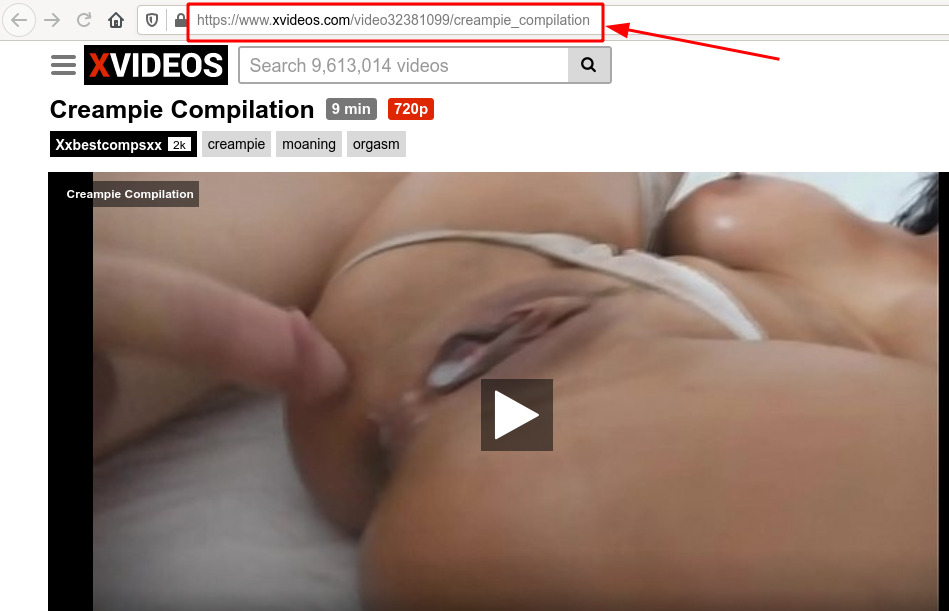 https://www.xvideos.com/video32381099/creampie_compilation
XVIDEOS
Search 9,613,014 videos
Creampie Compilation 9 min 720p
Xxbestcompsxx 2k creampie moaning orgasm
Creampie Compilation